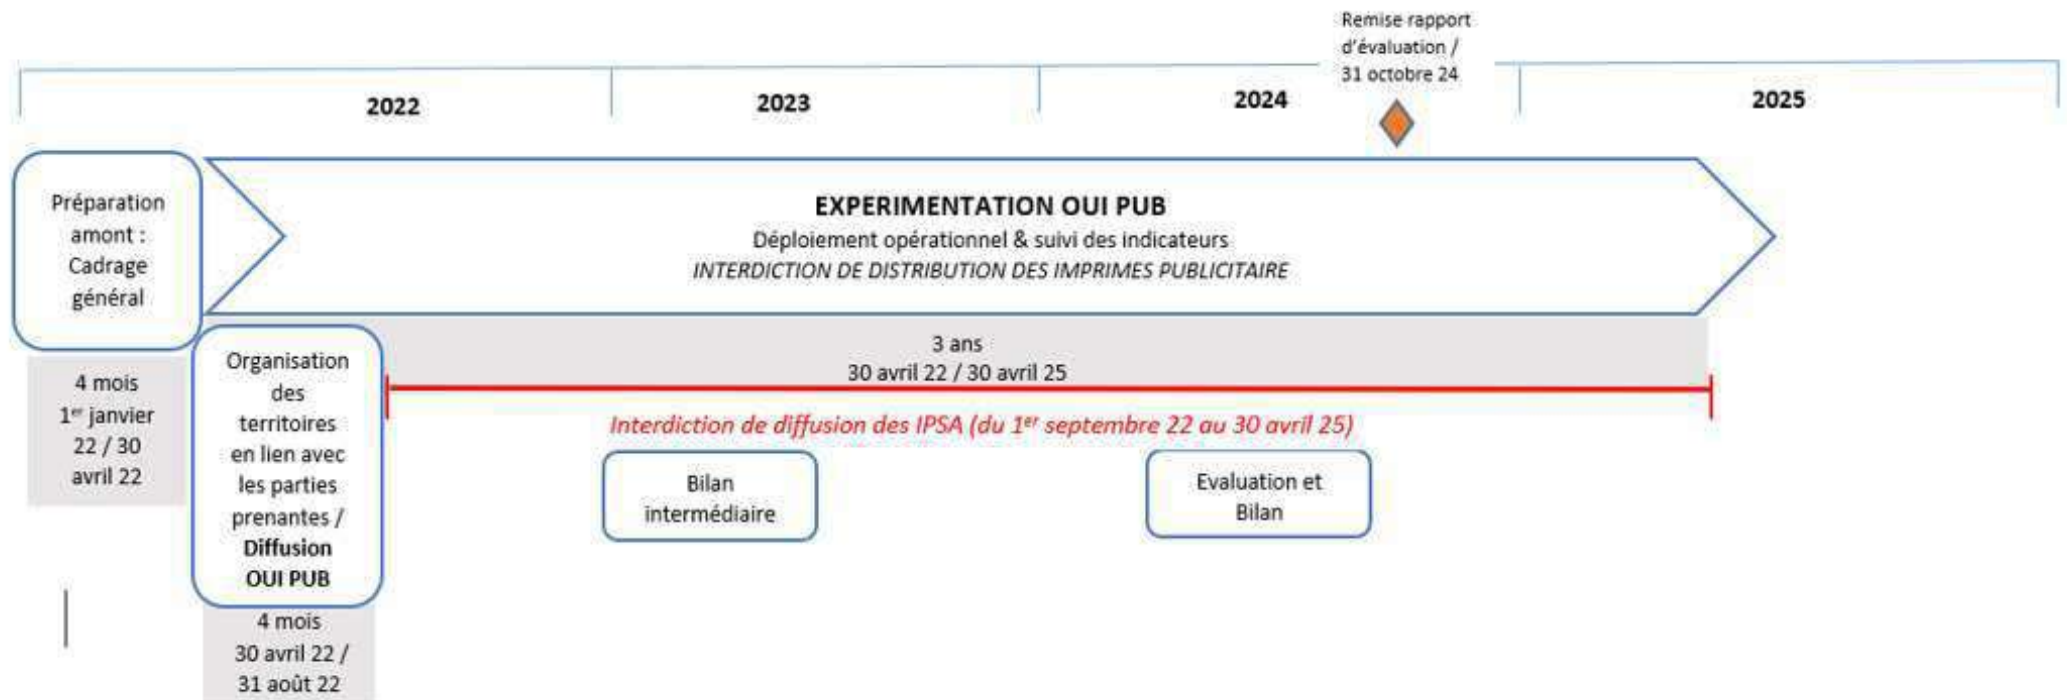 Remise rapport
d'évaluation /
31 octobre 24
2022
2023
2024
2025
Préparation
amont :
Cadrage
général
EXPERIMENTATION OUI PUB
Déploiement opérationnel & suivi des indicateurs
INTERDICTION DE DISTRIBUTION DES IMPRIMES PUBLICITAIRE
4 mois
1er janvier
22 / 30
avril 22
Organisation
des
territoires
en lien avec
les parties
prenantes /
Diffusion
OUI PUB
4 mois
30 avril 22 /
31 août 22
3 ans
30 avril 22 / 30 avril 25
Interdiction de diffusion des IPSA (du 1er septembre 22 au 30 avril 25)
Bilan
intermédiaire
Evaluation et
Bilan